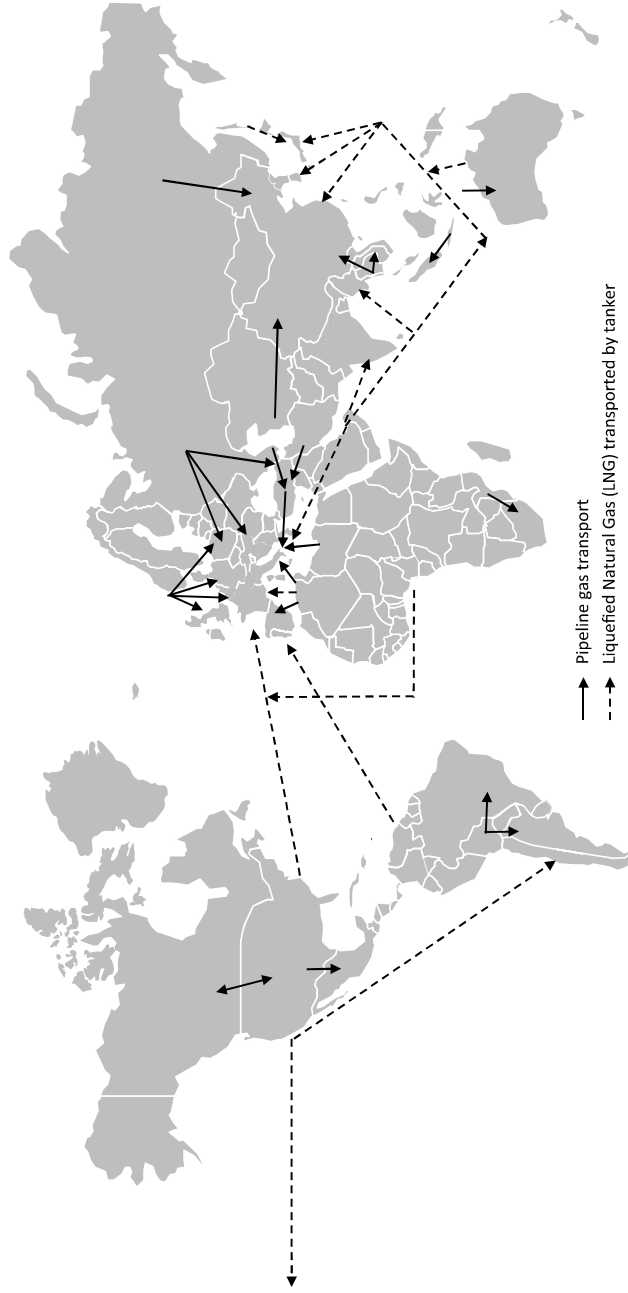 Pipeline gas transport
Liquefied Natural Gas (LNG) transported by tanker